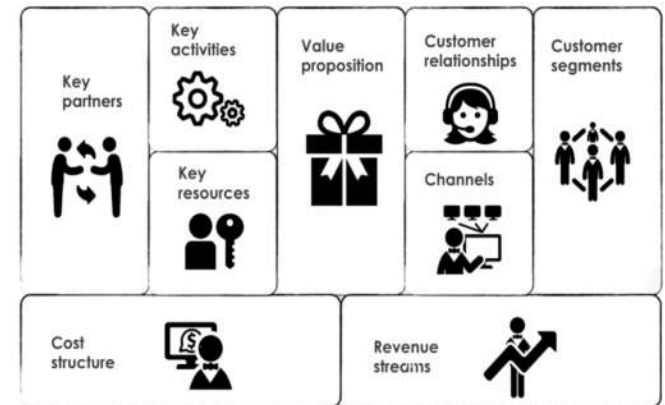 Key
partners
Key
activities
Key
resources
Value
proposition
Customer
relationships
Channels
Customer
segments
Cost
structure
$
Revenue
streams